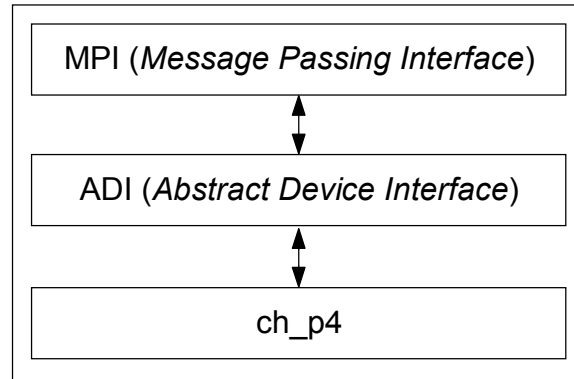 MPI (Message Passing Interface)
ADI (Abstract Device Interface)
ch_p4